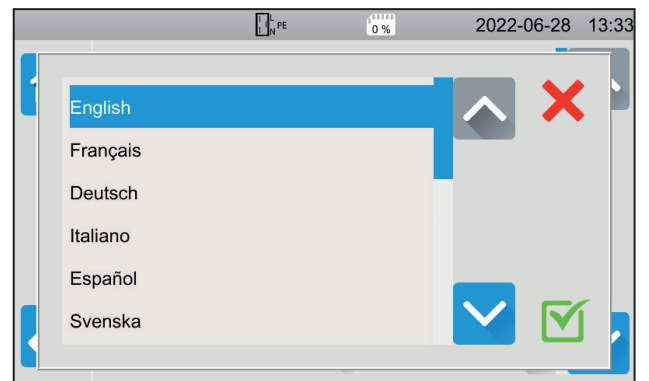 L
N PE
0 %
2022-06-28 13:33
English
Français
Deutsch
Italiano
Español
Svenska